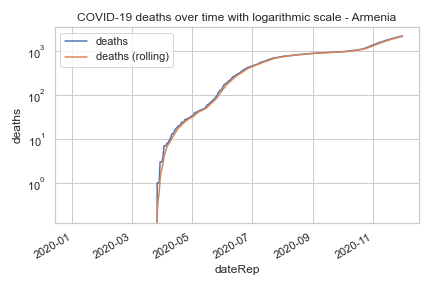 COVID-19 deaths over time with logarithmic scale - Armenia
deaths
deaths (rolling)
10³
10²
10¹
10⁰
deaths
2020-01
2020-03
2020-05
2020-07
2020-09
2020-11
dateRep